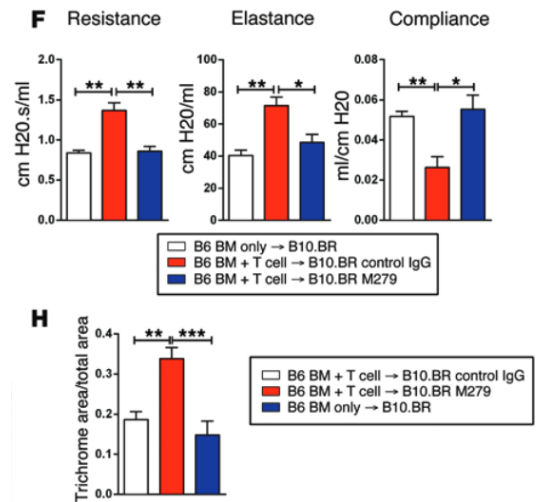 F Resistance Elastance Compliance
cm H20.s/ml
2.0
1.5
1.0
0.5
0.0
** **
cm H20/ml
100
80
60
40
20
0
** *
ml/cm H20
0.08
0.06
0.04
0.02
0.00
** *
B6 BM only → B10.BR
B6 BM + T cell → B10.BR control IgG
B6 BM + T cell → B10.BR M279
H
Trichrome area/total area
0.4
0.3
0.2
0.1
0.0
** ***
B6 BM + T cell → B10.BR control IgG
B6 BM + T cell → B10.BR M279
B6 BM only → B10.BR